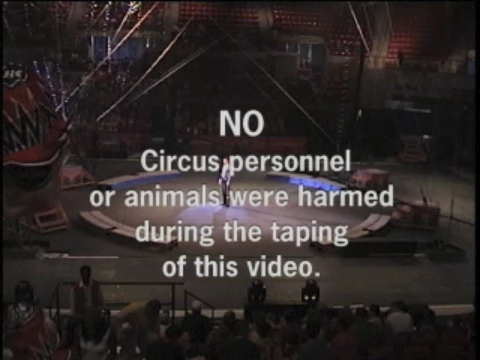 NO
Circus personnel
or animals were harmed
during the taping
of this video.